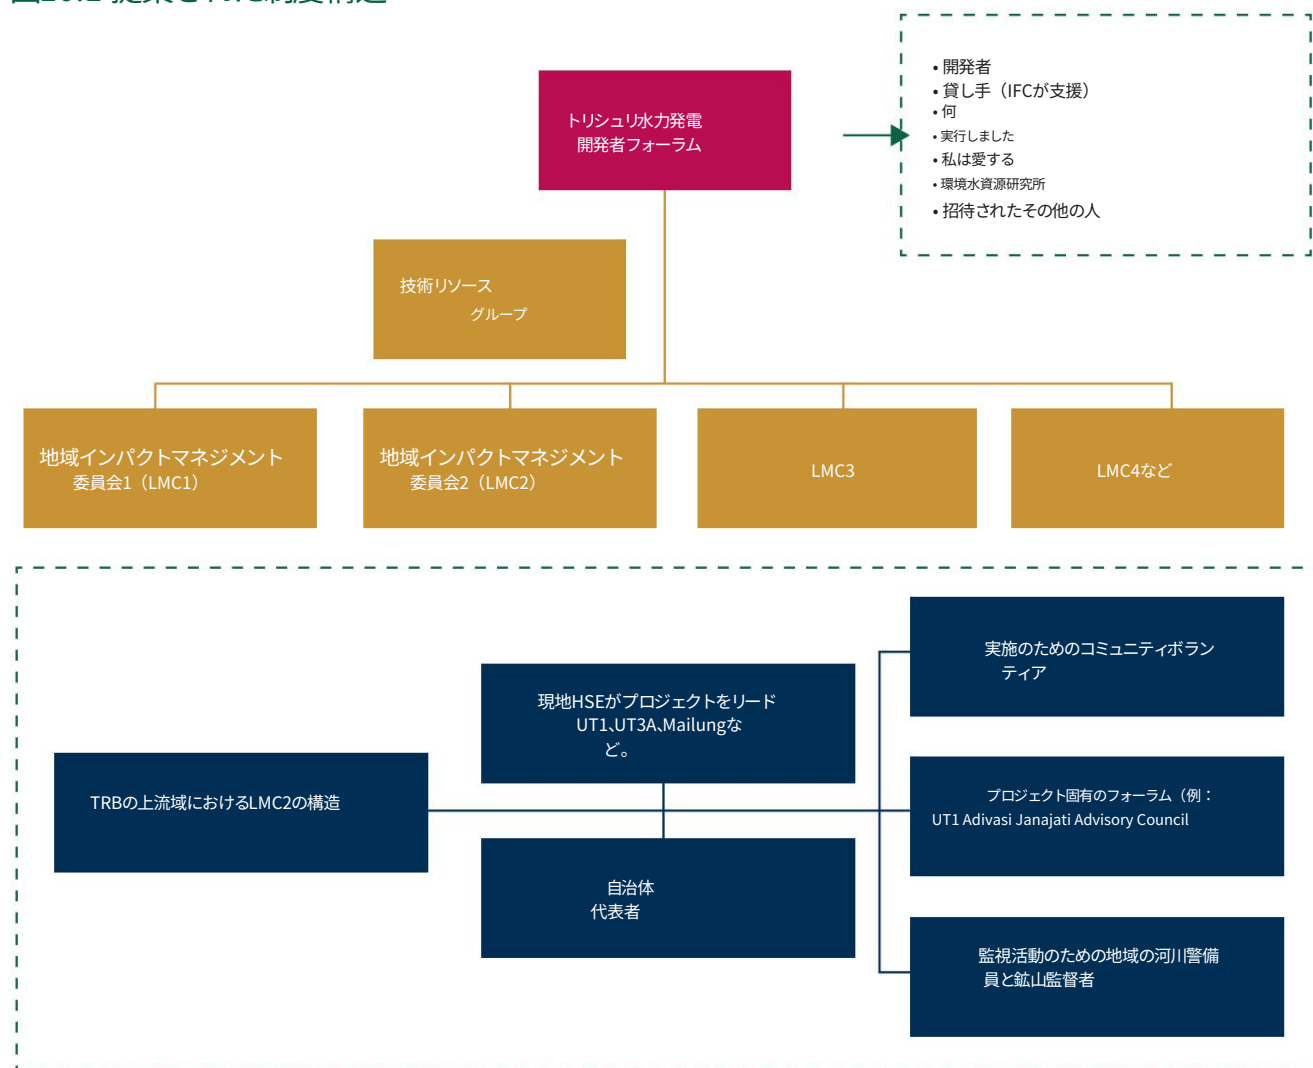 トリシュリ水力発電
開発者フォーラム
• 開発者
• 貸し手（IFCが支援）
• 何
• 実行しました
• 私は愛する
• 環境水資源研究所
• 招待されたその他の人
技術リソース
グループ
地域インパクトマネジメント
委員会1（LMC1）
地域インパクトマネジメント
委員会2（LMC2）
LMC3
LMC4など
TRBの上流域におけるLMC2の構造
現地HSEがプロジェクトをリード
UT1、UT3A、Mailungな
ど。
自治体
代表者
実施のためのコミュニティボラン
ティア
プロジェクト固有のフォーラム（例：
UT1 Adivasi Janajati Advisory Council
監視活動のための地域の河川警備
員と鉱山監督者